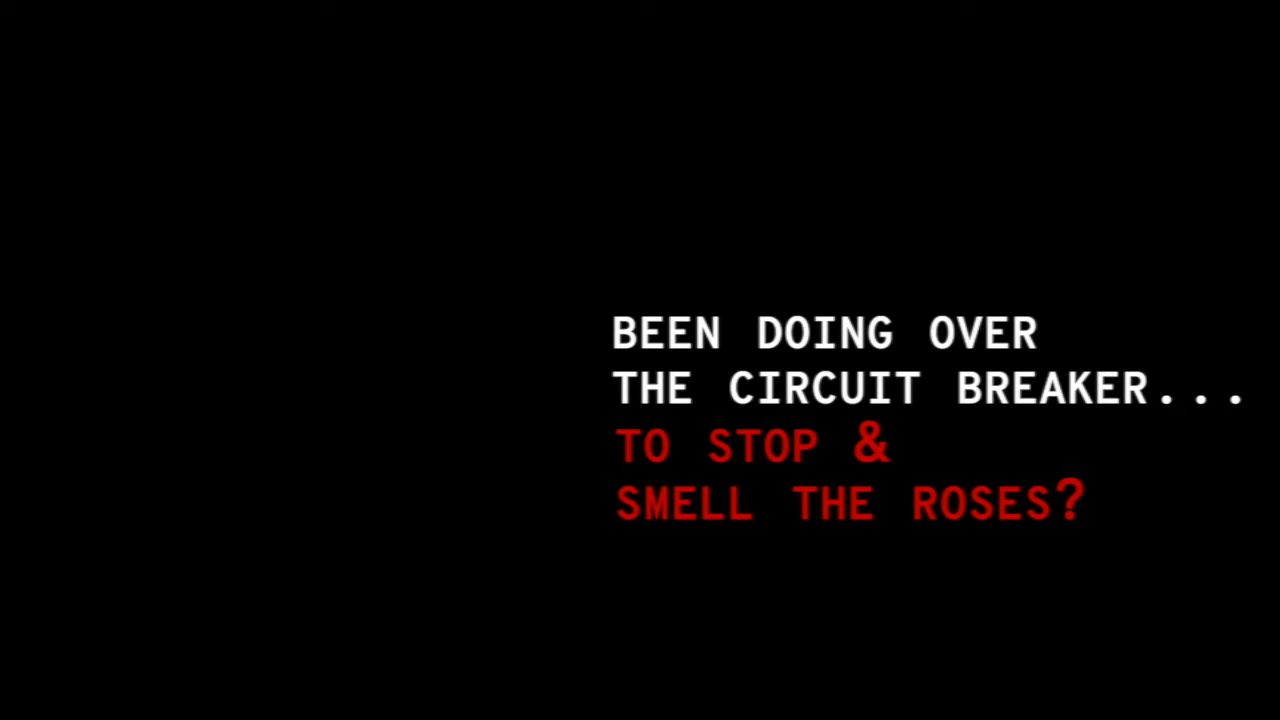 BEEN DOING OVER
THE CIRCUIT BREAKER...
TO STOP &
SMELL THE ROSES?